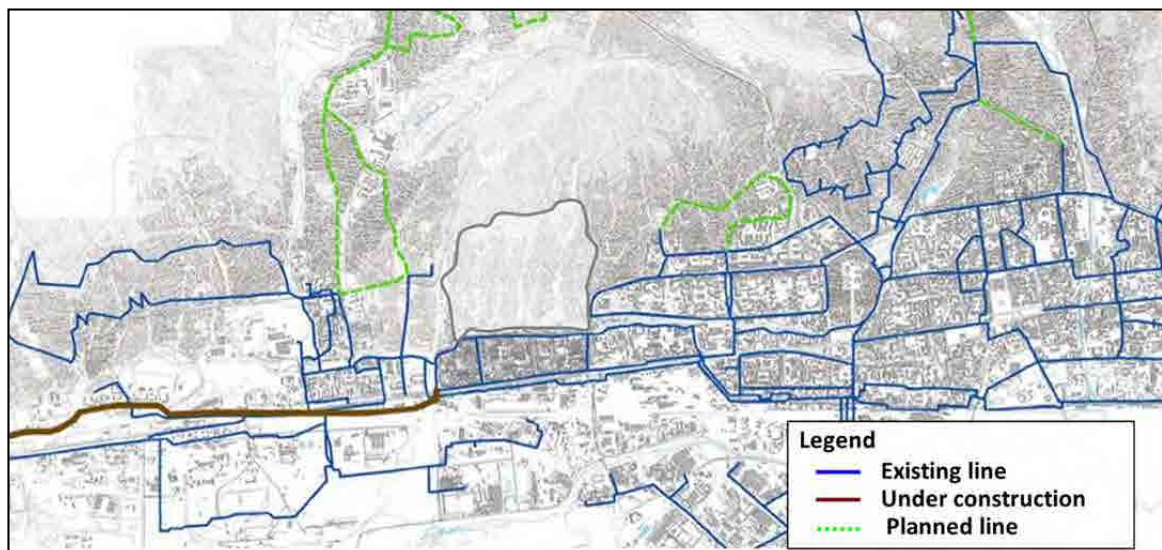 Legend
Existing line
Under construction
Planned line